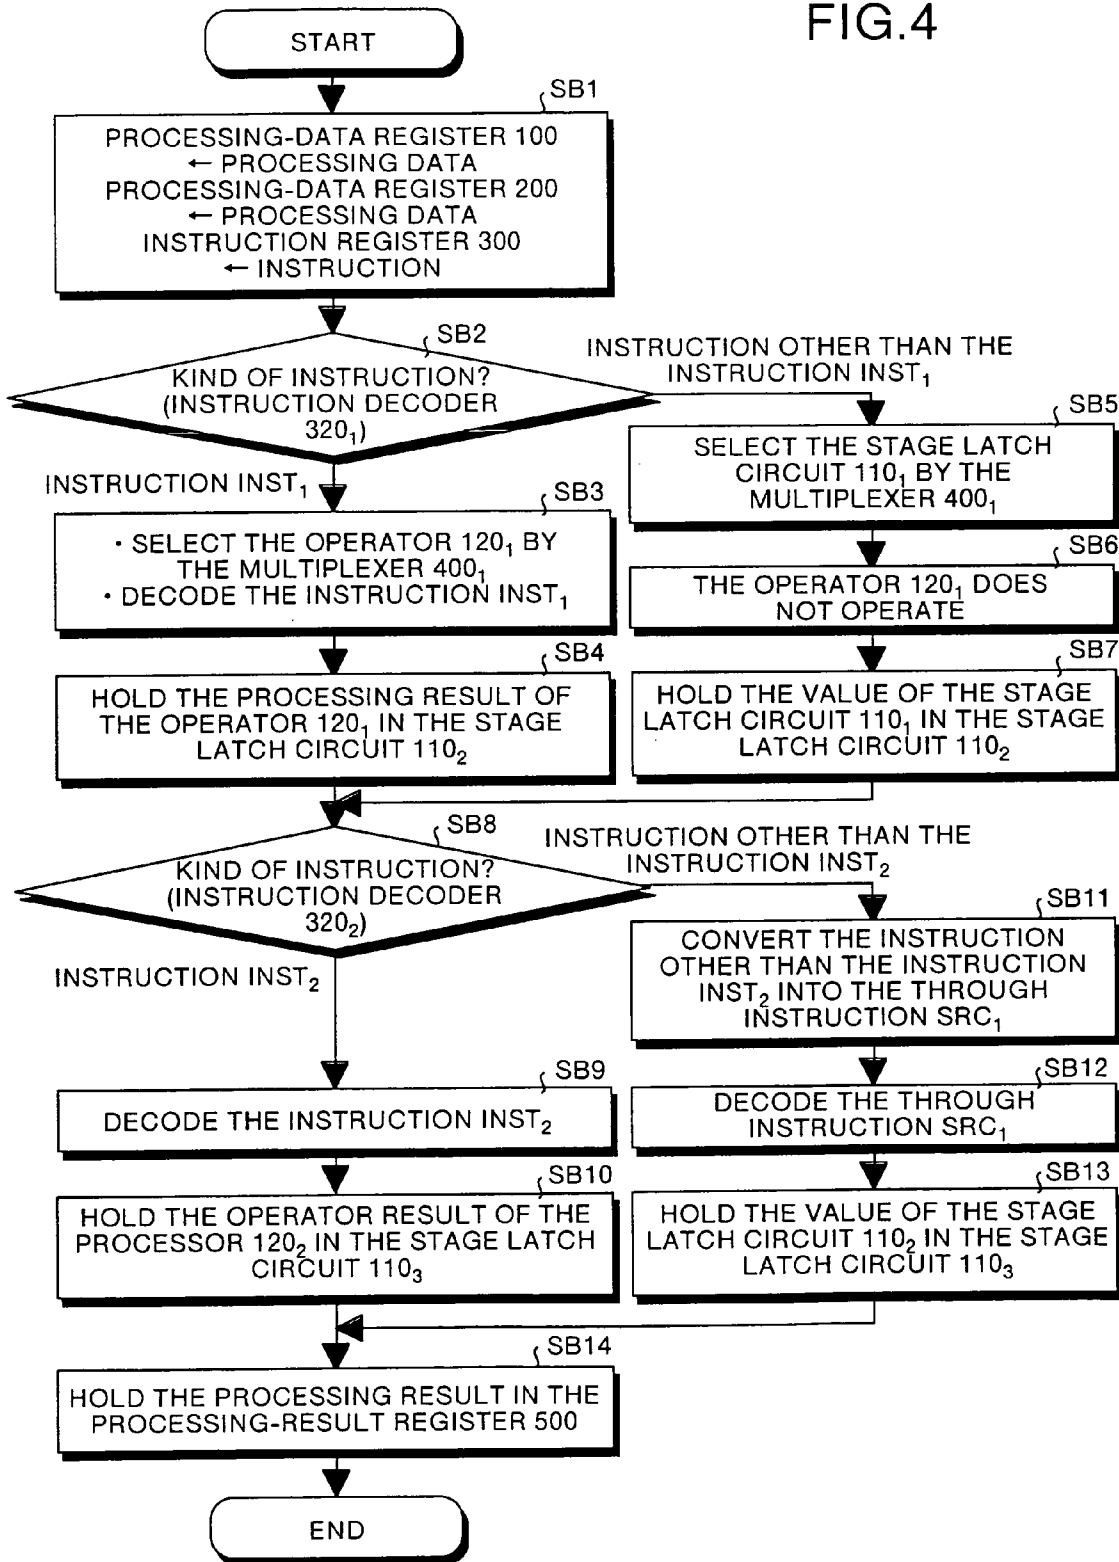 FIG.4
START
SB1
PROCESSING-DATA REGISTER 100
← PROCESSING DATA
PROCESSING-DATA REGISTER 200
← PROCESSING DATA
INSTRUCTION REGISTER 300
← INSTRUCTION
SB2
KIND OF INSTRUCTION?
(INSTRUCTION DECODER
320₁)
INSTRUCTION OTHER THAN THE
INSTRUCTION INST₁
INSTRUCTION INST₁
SB3
· SELECT THE OPERATOR 120₁ BY
THE MULTIPLEXER 400₁
· DECODE THE INSTRUCTION INST₁
SB4
HOLD THE PROCESSING RESULT OF
THE OPERATOR 120₁ IN THE STAGE
LATCH CIRCUIT 110₂
SB5
SELECT THE STAGE LATCH
CIRCUIT 110₁ BY THE
MULTIPLEXER 400₁
SB6
THE OPERATOR 120₁ DOES
NOT OPERATE
SB7
HOLD THE VALUE OF THE STAGE
LATCH CIRCUIT 110₁ IN THE STAGE
LATCH CIRCUIT 110₂
SB8
KIND OF INSTRUCTION?
(INSTRUCTION DECODER
320₂)
INSTRUCTION OTHER THAN THE
INSTRUCTION INST₂
INSTRUCTION INST₂
SB9
DECODE THE INSTRUCTION INST₂
SB10
HOLD THE OPERATOR RESULT OF THE
PROCESSOR 120₂ IN THE STAGE LATCH
CIRCUIT 110₃
SB11
CONVERT THE INSTRUCTION
OTHER THAN THE INSTRUCTION
INST₂ INTO THE THROUGH
INSTRUCTION SRC₁
SB12
DECODE THE THROUGH
INSTRUCTION SRC₁
SB13
HOLD THE VALUE OF THE STAGE
LATCH CIRCUIT 110₂ IN THE STAGE
LATCH CIRCUIT 110₃
SB14
HOLD THE PROCESSING RESULT IN THE
PROCESSING-RESULT REGISTER 500
END